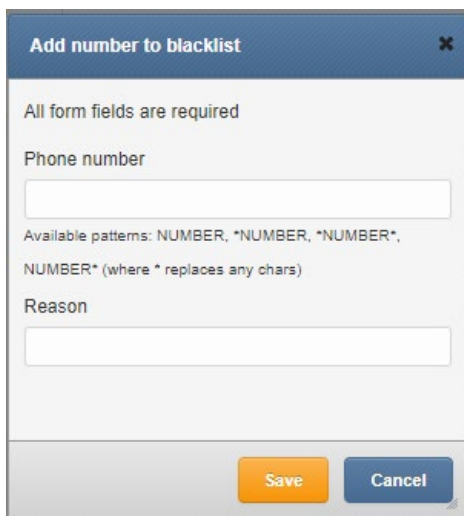 Add number to blacklist
All form fields are required
Phone number
Available patterns: NUMBER, *NUMBER, *NUMBER*,
NUMBER* (where * replaces any chars)
Reason
Save Cancel